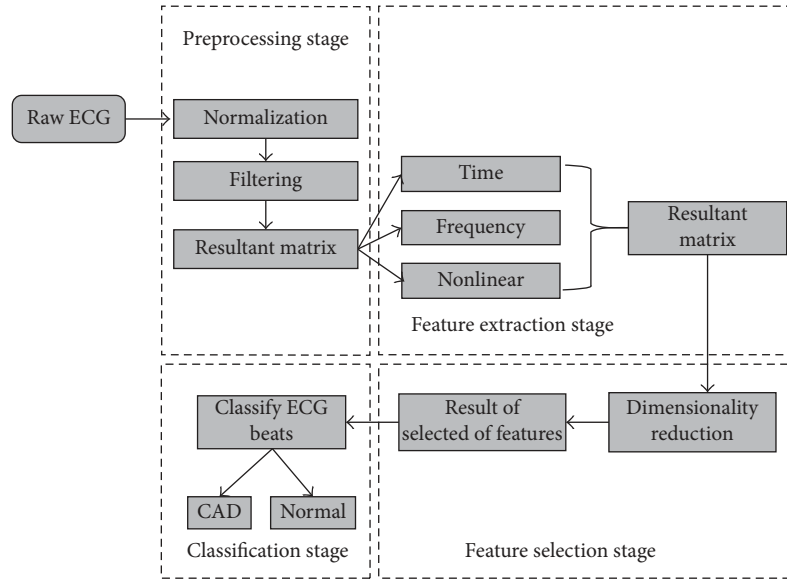 Preprocessing stage
Raw ECG
Normalization
Filtering
Resultant matrix
Time
Frequency
Nonlinear
Resultant
matrix
Feature extraction stage
Dimensionality
reduction
Result of
selected of features
Classify ECG
beats
CAD
Normal
Classification stage
Feature selection stage